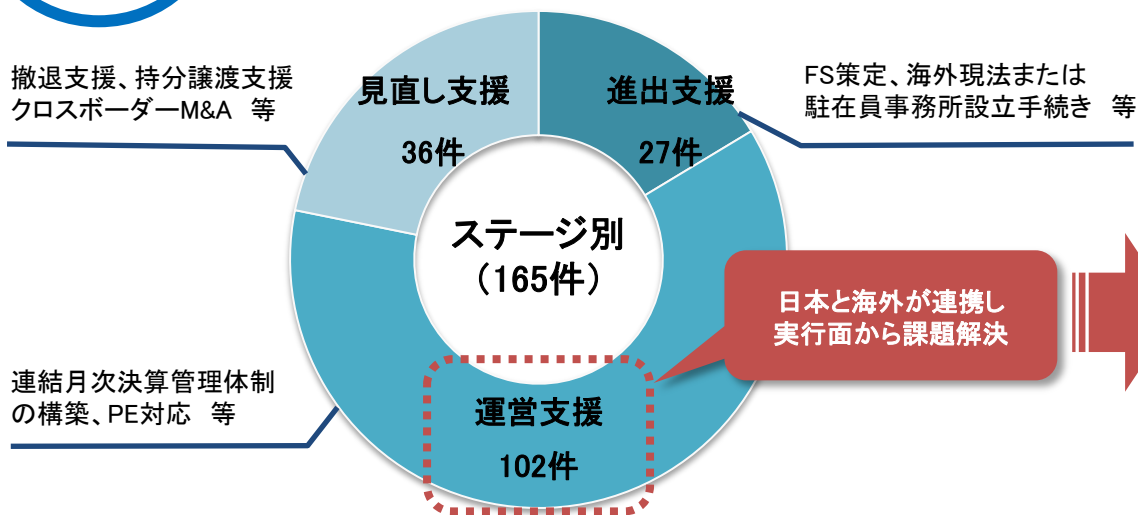 撤退支援、持分譲渡支援
クロスボーダーM&A 等
見直し支援
36件
進出支援
27件
FS策定、海外現法または
駐在員事務所設立手続き 等
ステージ別
（165件）
日本と海外が連携し
実行面から課題解決
連結月次決算管理体制
の構築、PE対応 等
運営支援
102件